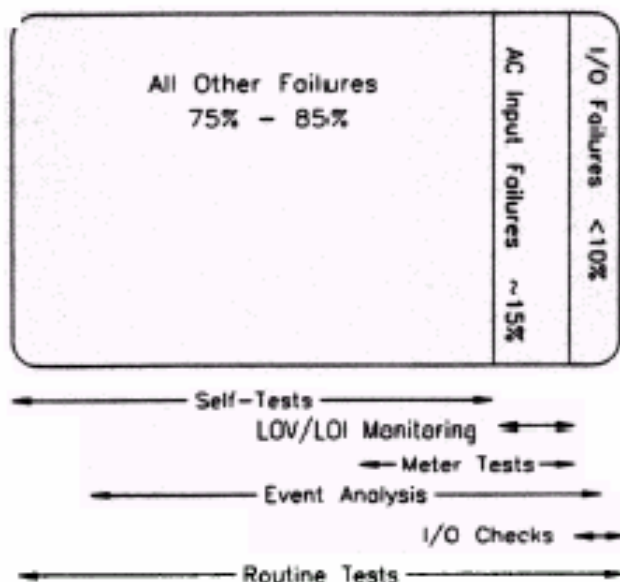 All Other Failures
75% - 85%
AC Input Failures ~15%
I/O Failures <10%
Self-Tests
LOV/LOI Monitoring
Meter Tests
Event Analysis
I/O Checks
Routine Tests